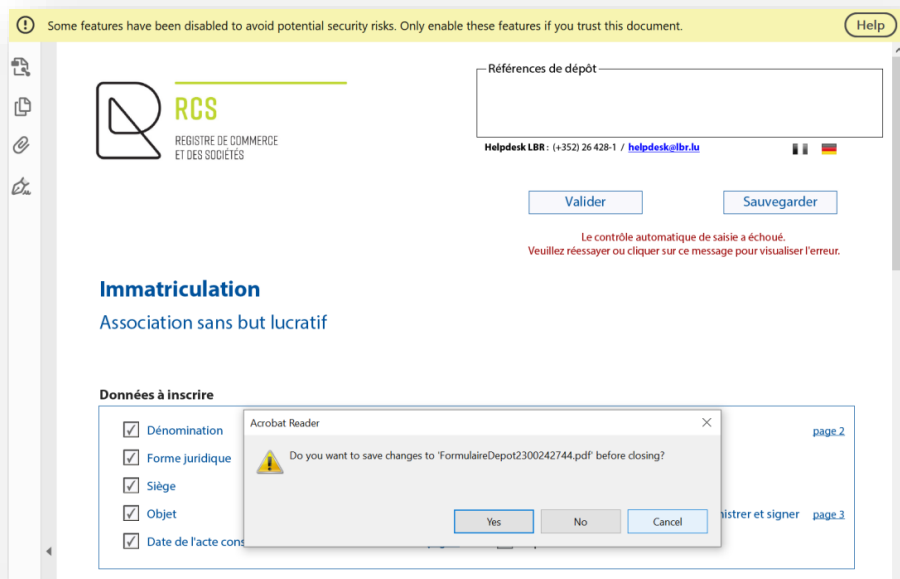 Some features have been disabled to avoid potential security risks. Only enable these features if you trust this document.
Help
RCS
REGISTRE DE COMMERCE
ET DES SOCIÉTÉS
Références de dépôt
Helpdesk LBR : (+352) 26 428-1 / helpdesk@lbr.lu
Valider
Sauvegarder
Le contrôle automatique de saisie a échoué.
Veuillez réessayer ou cliquer sur ce message pour visualiser l'erreur.
Immatriculation
Association sans but lucratif
Données à inscrire
Dénomination
page 2
Forme juridique
Siège
Objet
et signer
page 3
Date de l'acte
Acrobat Reader
Do you want to save changes to 'FormulaireDepot2300242744.pdf' before closing?
Yes
No
Cancel